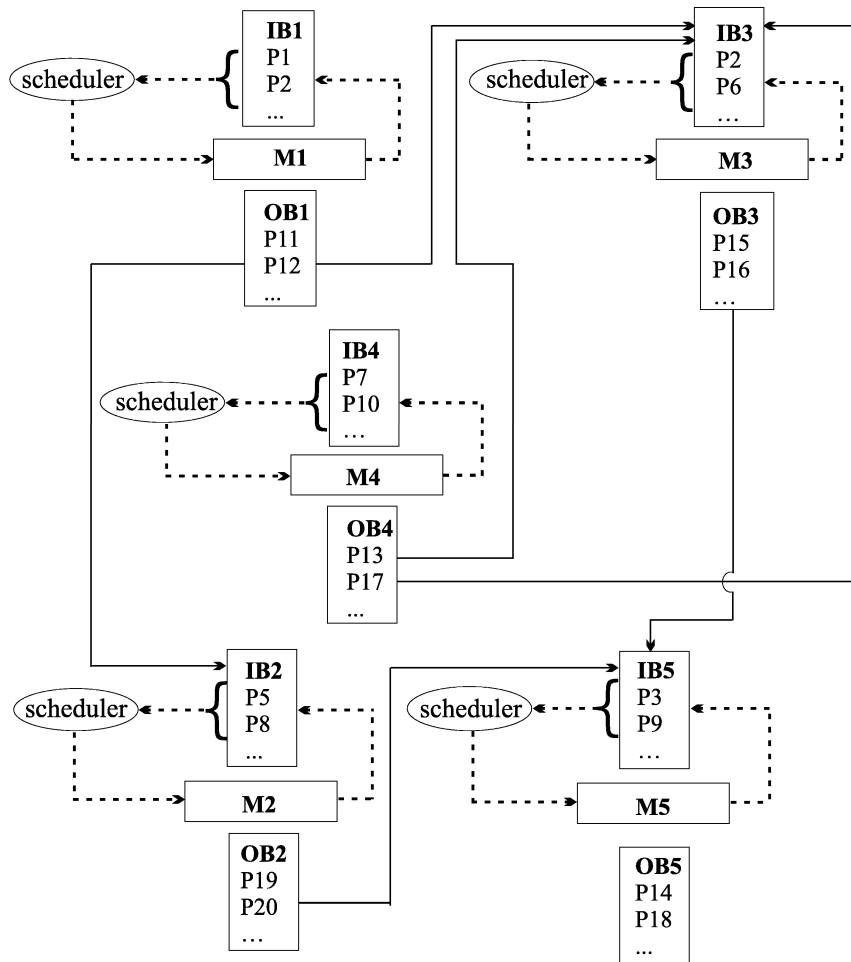 IB1
P1
P2
...
scheduler
M1
OB1
P11
P12
...
IB3
P2
P6
...
scheduler
M3
OB3
P15
P16
...
IB4
P7
P10
...
scheduler
M4
OB4
P13
P17
...
IB2
P5
P8
...
scheduler
M2
OB2
P19
P20
...
IB5
P3
P9
...
scheduler
M5
OB5
P14
P18
...